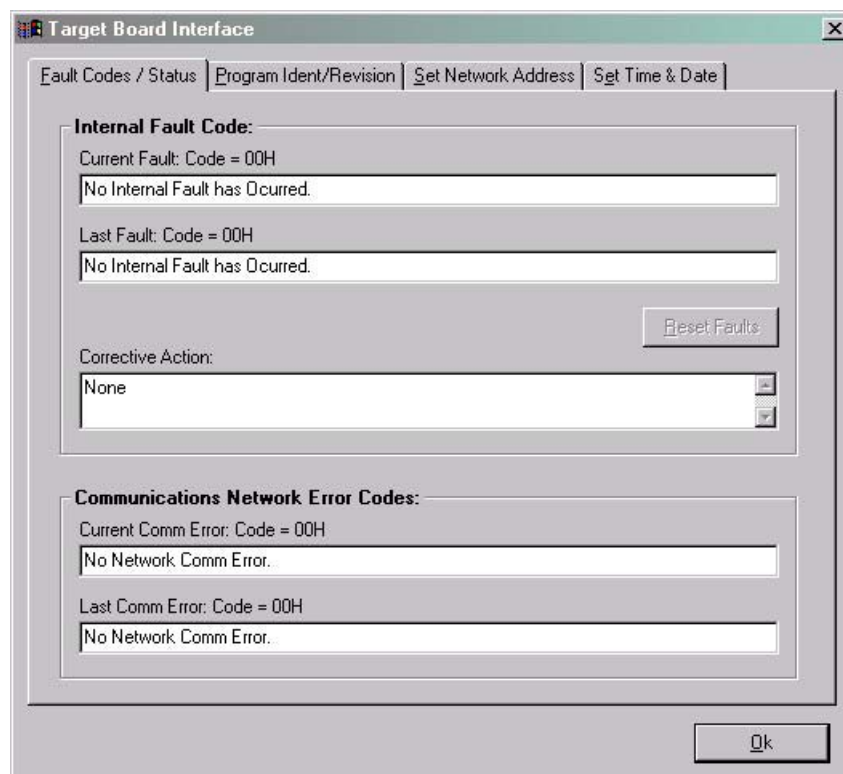 Target Board Interface
Fault Codes / Status
Program Ident/Revision
Set Network Address
Set Time & Date
Internal Fault Code:
Current Fault: Code = 00H
No Internal Fault has Ocurred.
Last Fault: Code = 00H
No Internal Fault has Ocurred.
Reset Faults
Corrective Action:
None
Communications Network Error Codes:
Current Comm Error: Code = 00H
No Network Comm Error.
Last Comm Error: Code = 00H
No Network Comm Error.
Ok